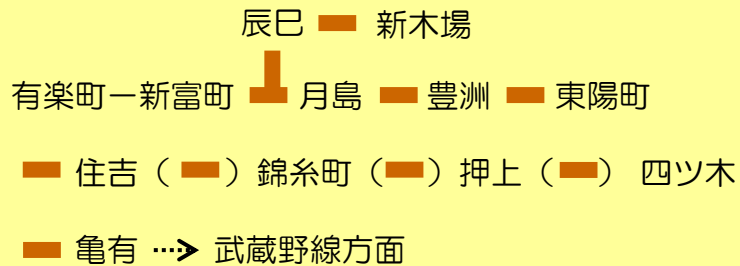 辰巳 新木場
有楽町ー新富町 月島 豊洲 東陽町
住吉（ ）錦糸町（ ）押上（ ） 四ツ木
亀有 …> 武蔵野線方面